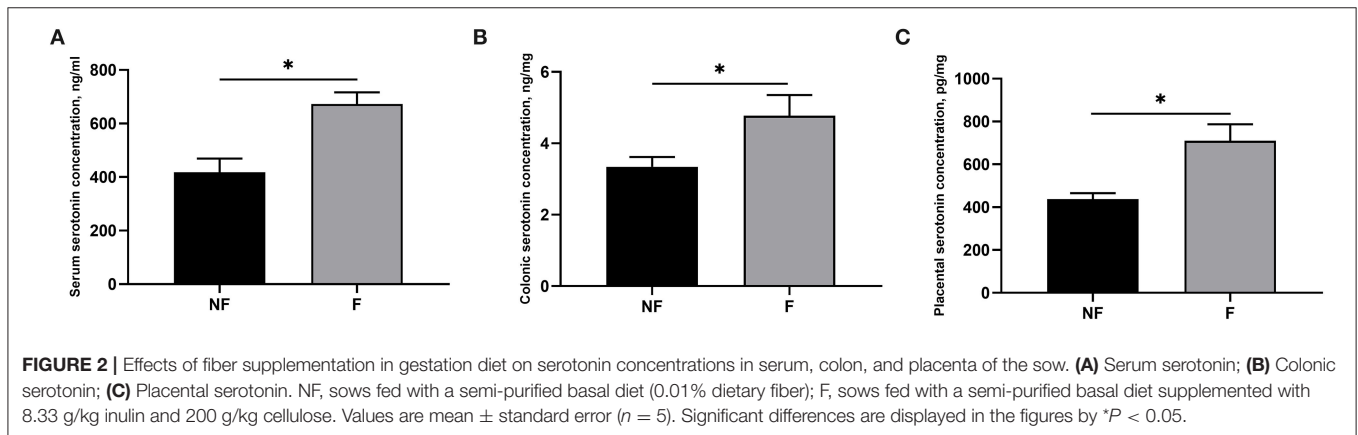 A
Serum serotonin concentration, ng/ml
800
600
400
200
0
*
NF
F
B
Colonic serotonin concentration, ng/mg
6
4
2
0
*
NF
F
C
Placental serotonin concentration, pg/mg
1000
800
600
400
200
0
*
NF
F
FIGURE 2 | Effects of fiber supplementation in gestation diet on serotonin concentrations in serum, colon, and placenta of the sow. (A) Serum serotonin; (B) Colonic
serotonin; (C) Placental serotonin. NF, sows fed with a semi-purified basal diet (0.01% dietary fiber); F, sows fed with a semi-purified basal diet supplemented with
8.33 g/kg inulin and 200 g/kg cellulose. Values are mean ± standard error (n = 5). Significant differences are displayed in the figures by *P < 0.05.